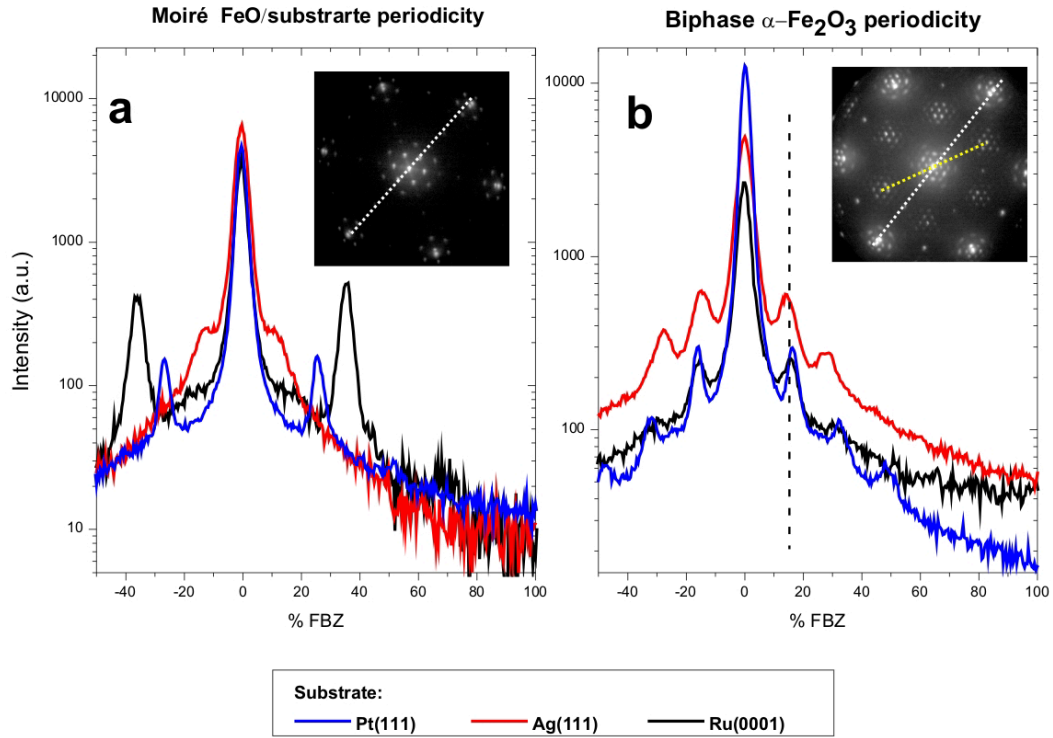 Moiré FeO/substrarte periodicity
Biphase α–Fe₂O₃ periodicity
a
b
Intensity (a.u.)
10000
1000
100
10
-40 -20 0 20 40 60 80 100
% FBZ
10000
1000
100
-40 -20 0 20 40 60 80 100
% FBZ
Substrate:
Pt(111) Ag(111) Ru(0001)